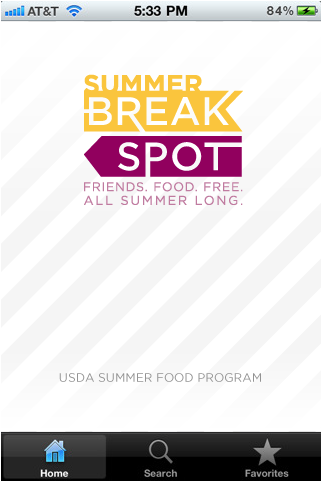 AT&T 5:33 PM 84%
SUMMER
BREAK
SPOT
FRIENDS. FOOD. FREE.
ALL SUMMER LONG.
USDA SUMMER FOOD PROGRAM
Home Search Favorites